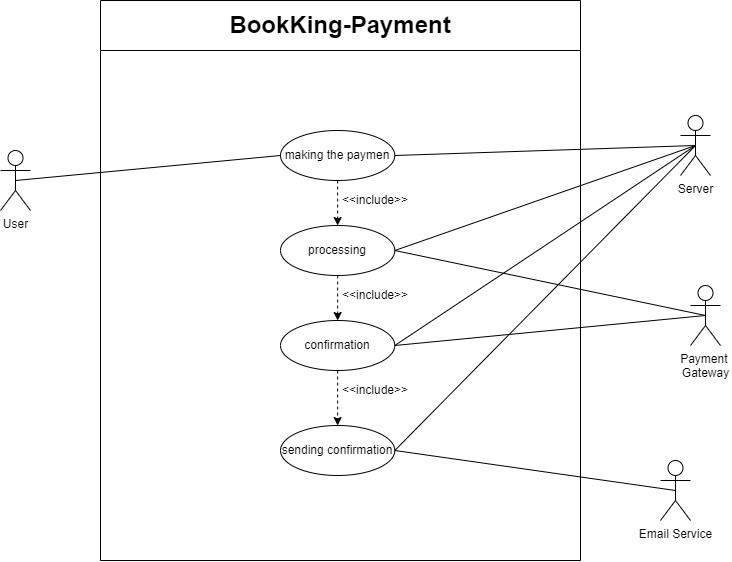 BookKing-Payment
making the paymen
Server
User
<<include>>
processing
<<include>>
confirmation
Payment
Gateway
<<include>>
sending confirmation
Email Service